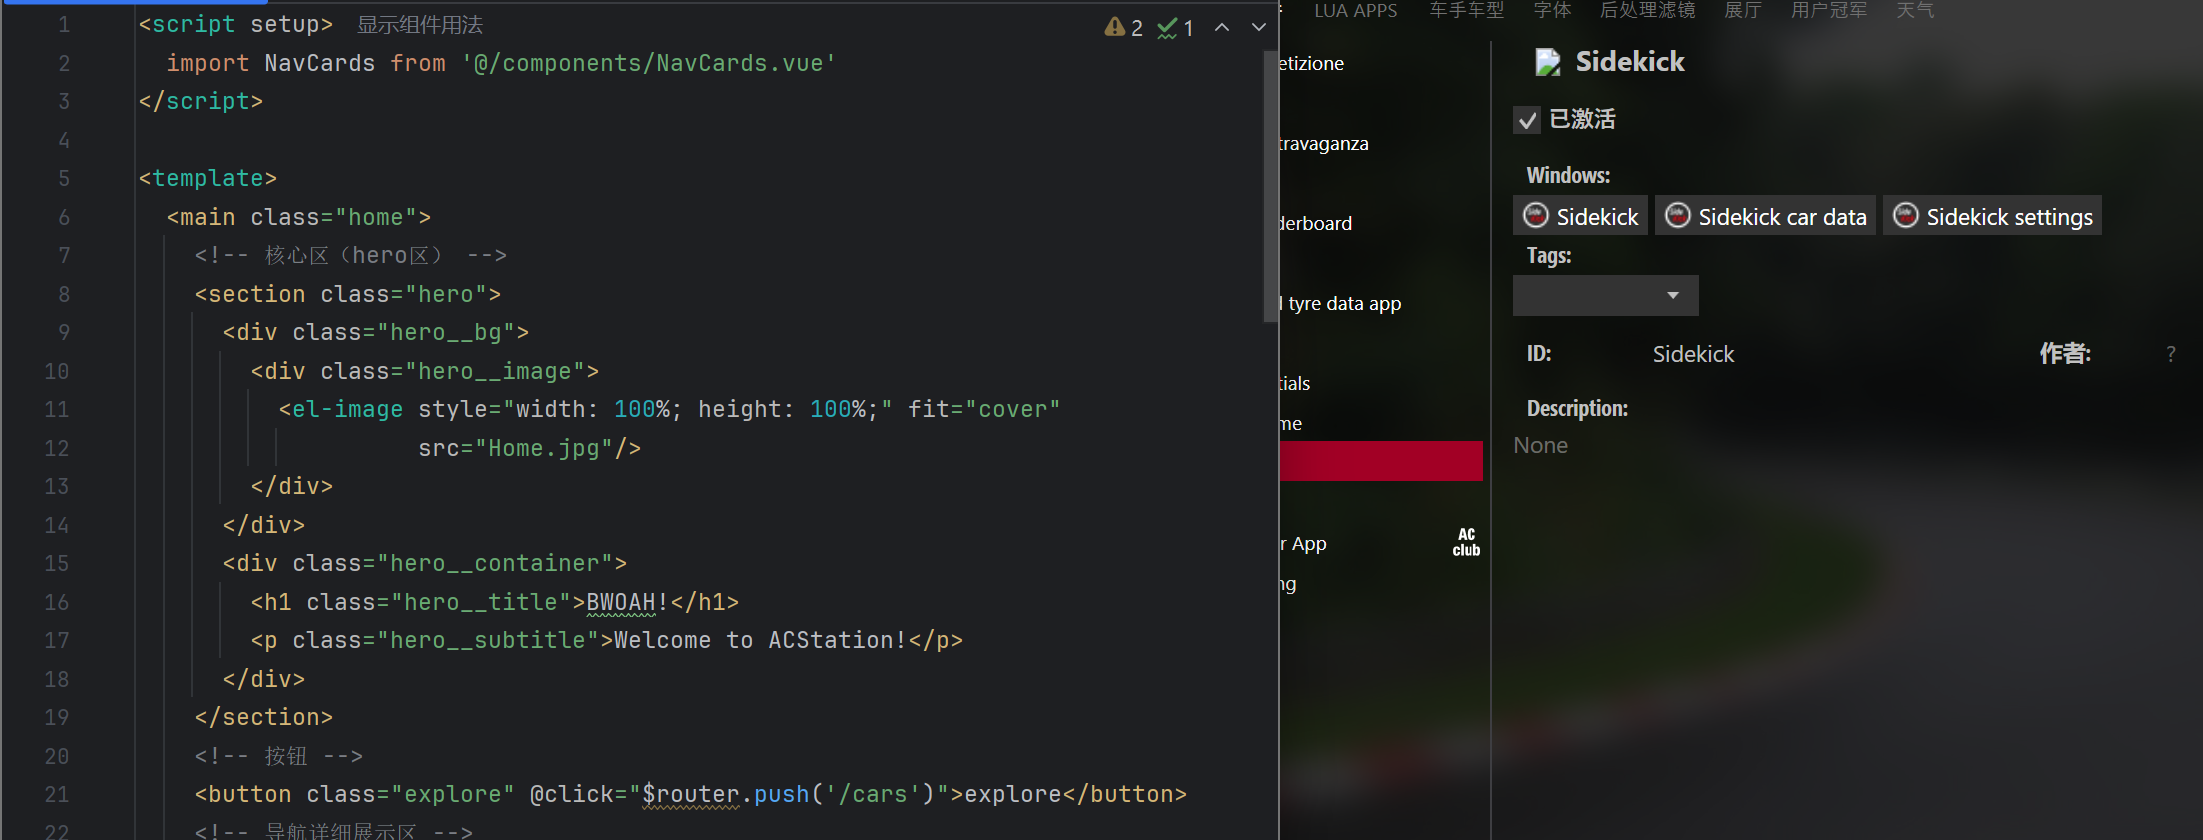 1 <script setup> 显示组件用法
2 import NavCards from '@/components/NavCards.vue'
3 </script>
4
5 <template>
6 <main class="home">
7 <!-- 核心区（hero区） -->
8 <section class="hero">
9 <div class="hero__bg">
10 <div class="hero__image">
11 <el-image style="width: 100%; height: 100%;" fit="cover"
12 src="Home.jpg"/>
13 </div>
14 </div>
15 <div class="hero__container">
16 <h1 class="hero__title">BWOAH!</h1>
17 <p class="hero__subtitle">Welcome to ACStation!</p>
18 </div>
19 </section>
20 <!-- 按钮 -->
21 <button class="explore" @click="$router.push('/cars')">explore</button>
22 <!-- 导航详细展示区 -->
2 1
LUA APPS 车手车型 字体 后处理滤镜 展厅 用户冠军 天气
etizione
travaganza
derboard
l tyre data app
tials
me
r App
AC
club
ng
Sidekick
已激活
Windows:
Sidekick Sidekick car data Sidekick settings
Tags:
ID: Sidekick 作者: ?
Description:
None